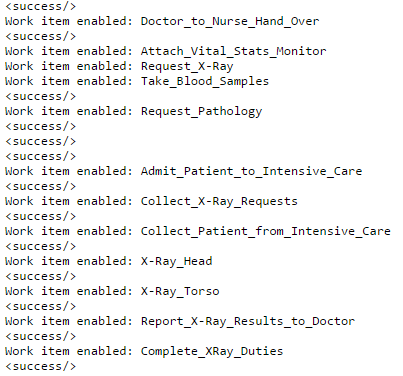 <success/>
Work item enabled: Doctor_to_Nurse_Hand_Over
<success/>
Work item enabled: Attach_Vital_Stats_Monitor
Work item enabled: Request_X-Ray
Work item enabled: Take_Blood_Samples
<success/>
Work item enabled: Request_Pathology
<success/>
<success/>
<success/>
Work item enabled: Admit_Patient_to_Intensive_Care
<success/>
Work item enabled: Collect_X-Ray_Requests
<success/>
Work item enabled: Collect_Patient_from_Intensive_Care
<success/>
Work item enabled: X-Ray_Head
<success/>
Work item enabled: X-Ray_Torso
<success/>
Work item enabled: Report_X-Ray_Results_to_Doctor
<success/>
Work item enabled: Complete_XRay_Duties
<success/>